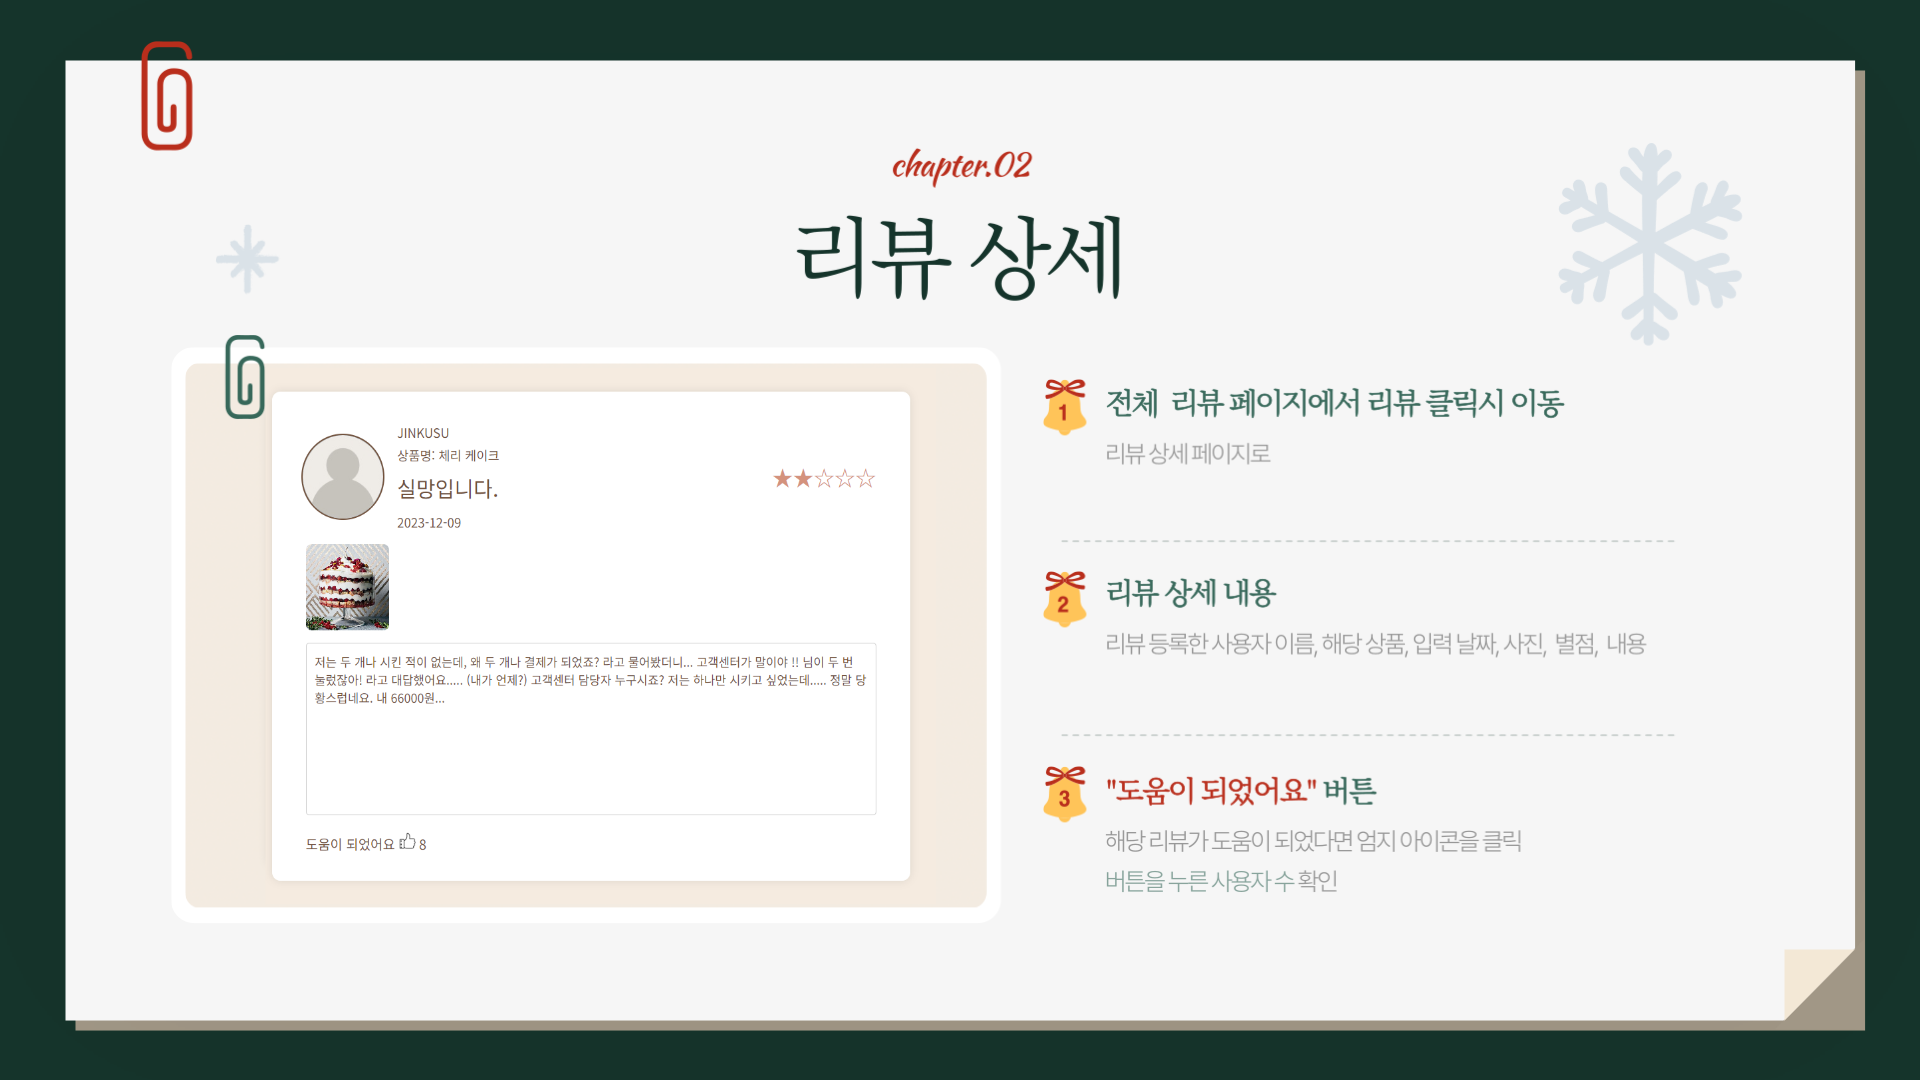 chapter.02
리뷰 상세
JINKUSU
상품명: 체리 케이크
실망입니다.
★★☆☆☆
2023-12-09
저는 두 개나 시킨 적이 없는데, 왜 두 개나 결제가 되었죠? 라고 물어봤더니... 고객센터가 말이야 !! 님이 두 번
눌렀잖아! 라고 대답했어요..... (내가 언제?) 고객센터 담당자 누구시죠? 저는 하나만 시키고 싶었는데..... 정말 당
황스럽네요. 내 66000원...
도움이 되었어요 8
1
전체 리뷰 페이지에서 리뷰 클릭시 이동
리뷰 상세 페이지로
2
리뷰 상세 내용
리뷰 등록한 사용자 이름, 해당 상품, 입력 날짜, 사진, 별점, 내용
3
"도움이 되었어요" 버튼
해당 리뷰가 도움이 되었다면 엄지 아이콘을 클릭
버튼을 누른 사용자 수 확인